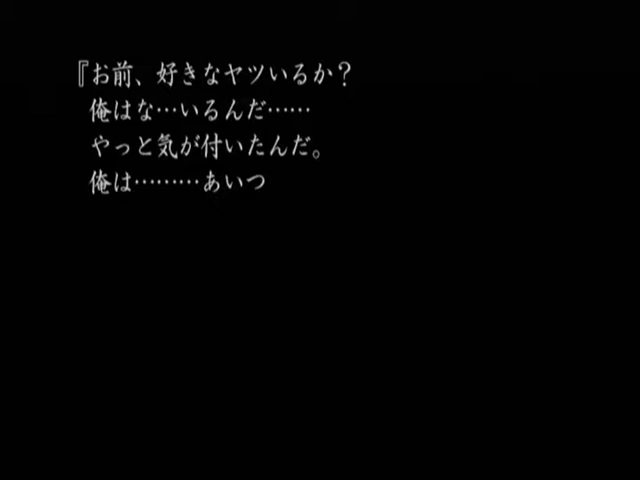 『お前、好きなヤツいるか？
俺はな…いるんだ……
やっと気が付いたんだ。
俺は………あいつ